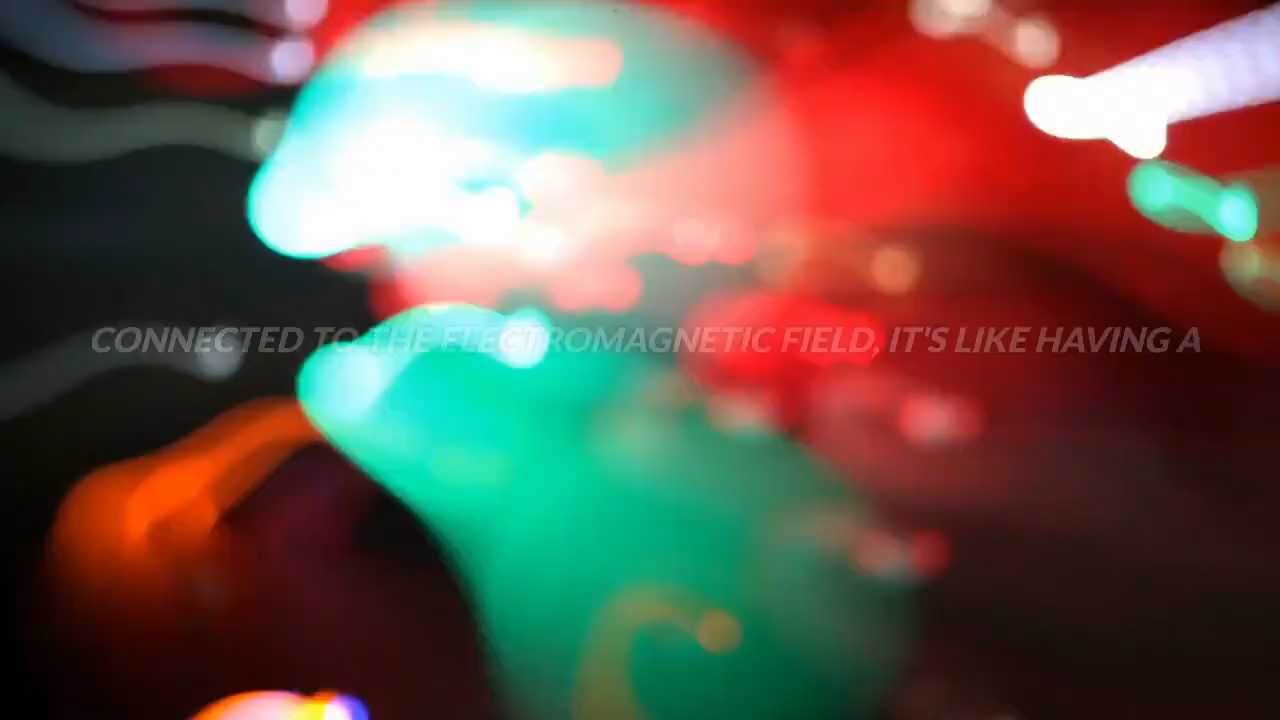 CONNECTED TO THE ELECTROMAGNETIC FIELD, IT'S LIKE HAVING A